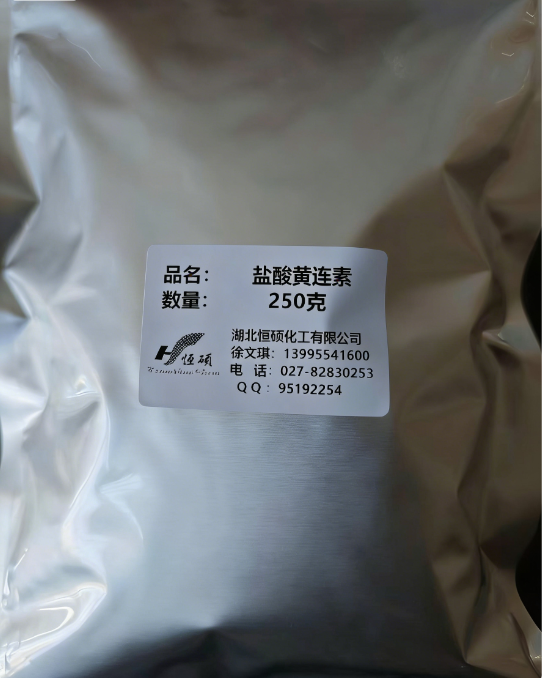 品名： 盐酸黄连素
数量： 250克
恒硕
湖北恒硕化工有限公司
徐文琪：13995541600
电 话：027-82830253
QQ：95192254